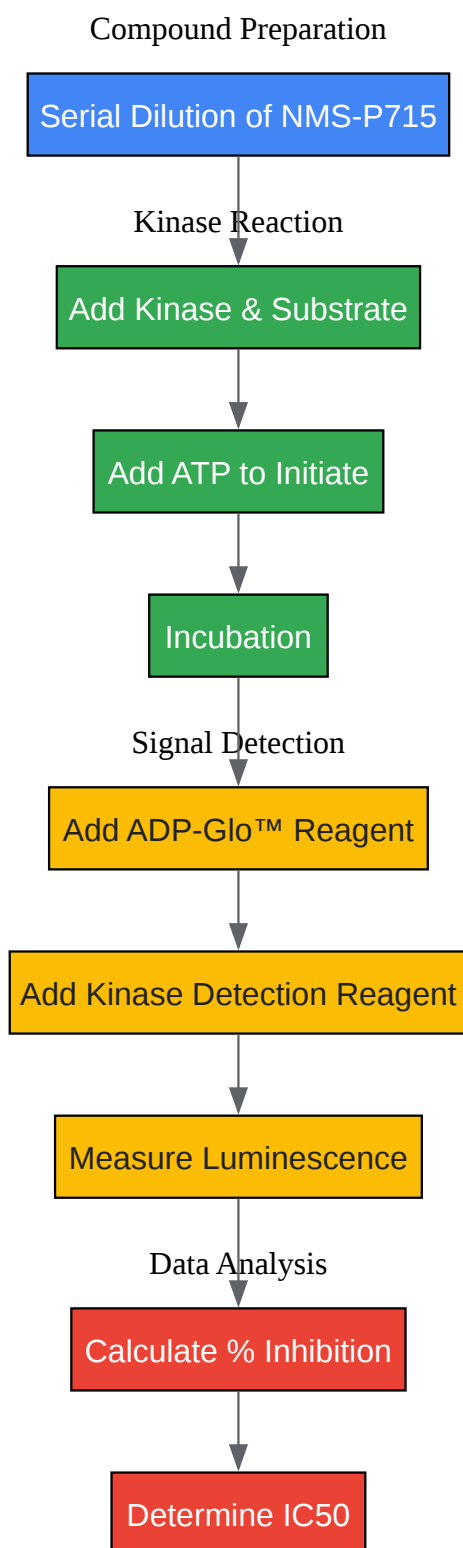 Compound Preparation
Serial Dilution of NMS-P715
Kinase Reaction
Add Kinase & Substrate
Add ATP to Initiate
Incubation
Signal Detection
Add ADP-Glo™ Reagent
Add Kinase Detection Reagent
Measure Luminescence
Data Analysis
Calculate % Inhibition
Determine IC50